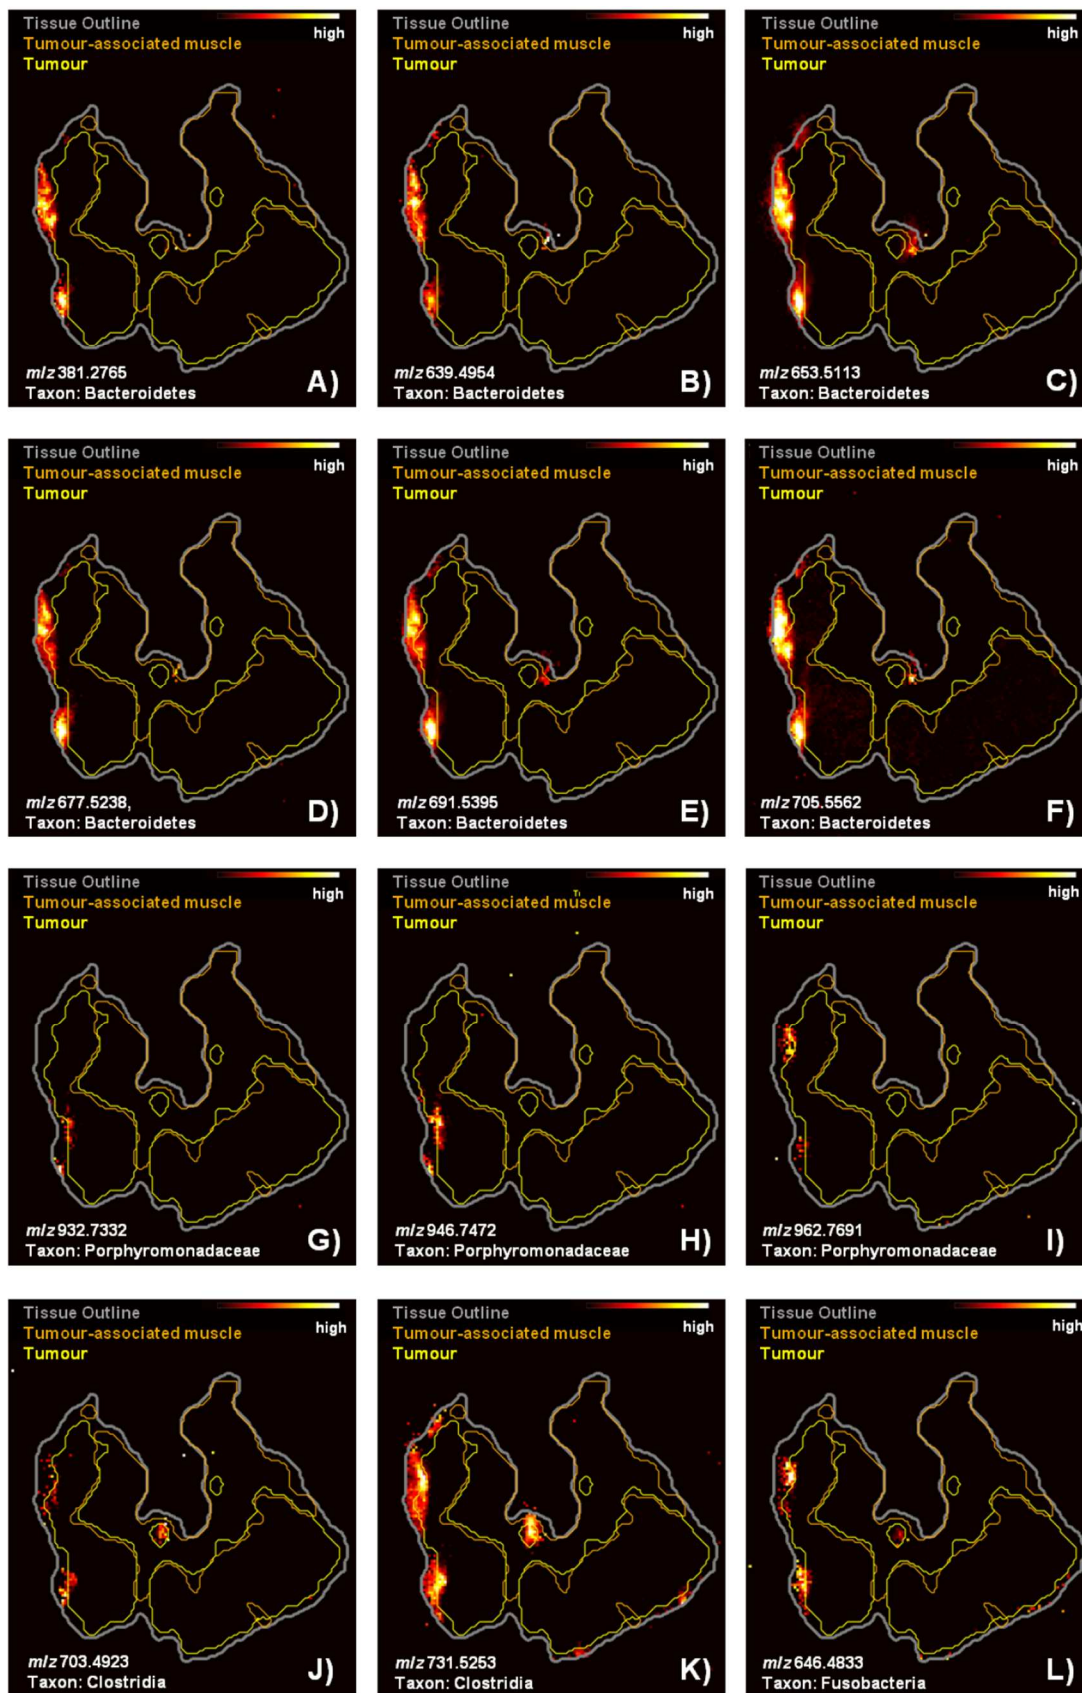 Tissue Outline
high
Tumour-associated muscle
Tumour
m/z 381.2765
Taxon: Bacteroidetes
A)
Tissue Outline
high
Tumour-associated muscle
Tumour
m/z 639.4954
Taxon: Bacteroidetes
B)
Tissue Outline
high
Tumour-associated muscle
Tumour
m/z 653.5113
Taxon: Bacteroidetes
C)
Tissue Outline
high
Tumour-associated muscle
Tumour
m/z 677.5238,
Taxon: Bacteroidetes
D)
Tissue Outline
high
Tumour-associated muscle
Tumour
m/z 691.5395
Taxon: Bacteroidetes
E)
Tissue Outline
high
Tumour-associated muscle
Tumour
m/z 705.5562
Taxon: Bacteroidetes
F)
Tissue Outline
high
Tumour-associated muscle
Tumour
m/z 932.7332
Taxon: Porphyromonadaceae
G)
Tissue Outline
high
Tumour-associated muscle
Tumour
m/z 946.7472
Taxon: Porphyromonadaceae
H)
Tissue Outline
high
Tumour-associated muscle
Tumour
m/z 962.7691
Taxon: Porphyromonadaceae
I)
Tissue Outline
high
Tumour-associated muscle
Tumour
m/z 703.4923
Taxon: Clostridia
J)
Tissue Outline
high
Tumour-associated muscle
Tumour
m/z 731.5253
Taxon: Clostridia
K)
Tissue Outline
high
Tumour-associated muscle
Tumour
m/z 646.4833
Taxon: Fusobacteria
L)